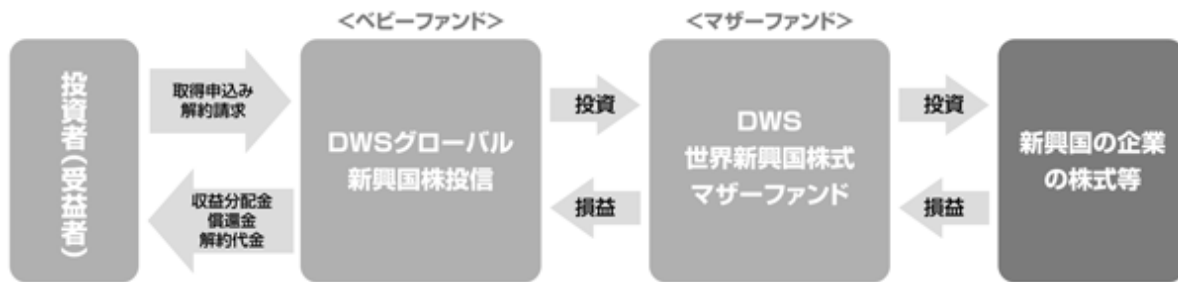 ＜ベビーファンド＞
＜マザーファンド＞
投資者(受益者)
取得申込み
解約請求
収益分配金
償還金
解約代金
DWSグローバル
新興国株投信
投資
損益
DWS
世界新興国株式
マザーファンド
投資
損益
新興国の企業
の株式等